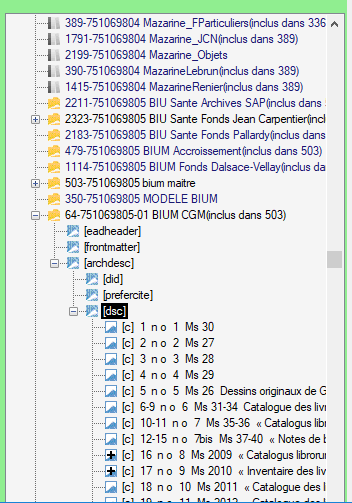 389-751069804 Mazarine_FParticuliers(inclus dans 336
1791-751069804 Mazarine_JCN(inclus dans 389)
2199-751069804 Mazarine_Objets
390-751069804 MazarineLebrun(inclus dans 389)
1415-751069804 MazarineRenier(inclus dans 389)
2211-751069805 BIU Sante Archives SAP(inclus dans
2323-751069805 BIU Sante Fonds Jean Carpentier(inclu
2183-751069805 BIU Sante Fonds Pallardy(inclus dans
479-751069805 BIUM Accroissement(inclus dans 503)
1114-751069805 BIUM Fonds Dalsace-Vellay(inclus dans
503-751069805 bium maitre
350-751069805 MODELE BIUM
64-751069805-01 BIUM CGM(inclus dans 503)
[eadheader]
[frontmatter]
[archdesc]
[did]
[prefercite]
[dsc]
[c] 1 n o 1 Ms 30
[c] 2 n o 2 Ms 27
[c] 3 n o 3 Ms 28
[c] 4 n o 4 Ms 29
[c] 5 n o 5 Ms 26 Dessins originaux de G
[c] 6-9 n o 6 Ms 31-34 Catalogue des livr
[c] 10-11 n o 7 Ms 35-36 « Catalogue
[c] 12-15 n o 7bis Ms 37-40 « Notes de b
[c] 16 n o 8 Ms 2009 « Catalogus libroru
[c] 17 n o 9 Ms 2010 « Inventaire des liv
[c] 18 n o 10 Ms 2011 « Catalogue des l